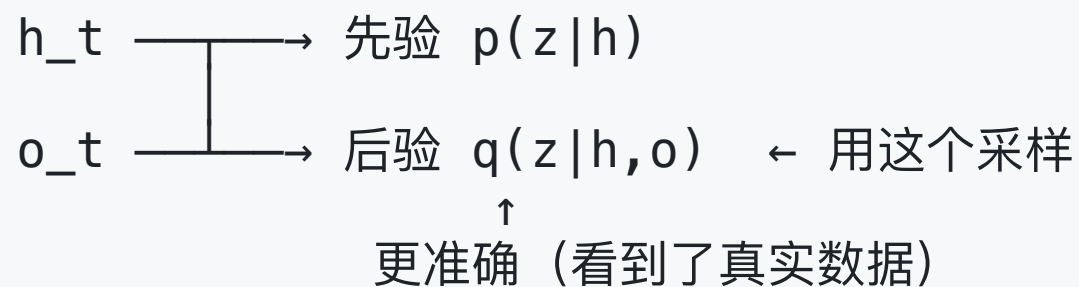 h_t ──┬──→ 先验 p(z|h)
o_t ──┴──→ 后验 q(z|h,o) ← 用这个采样
↑
更准确（看到了真实数据）